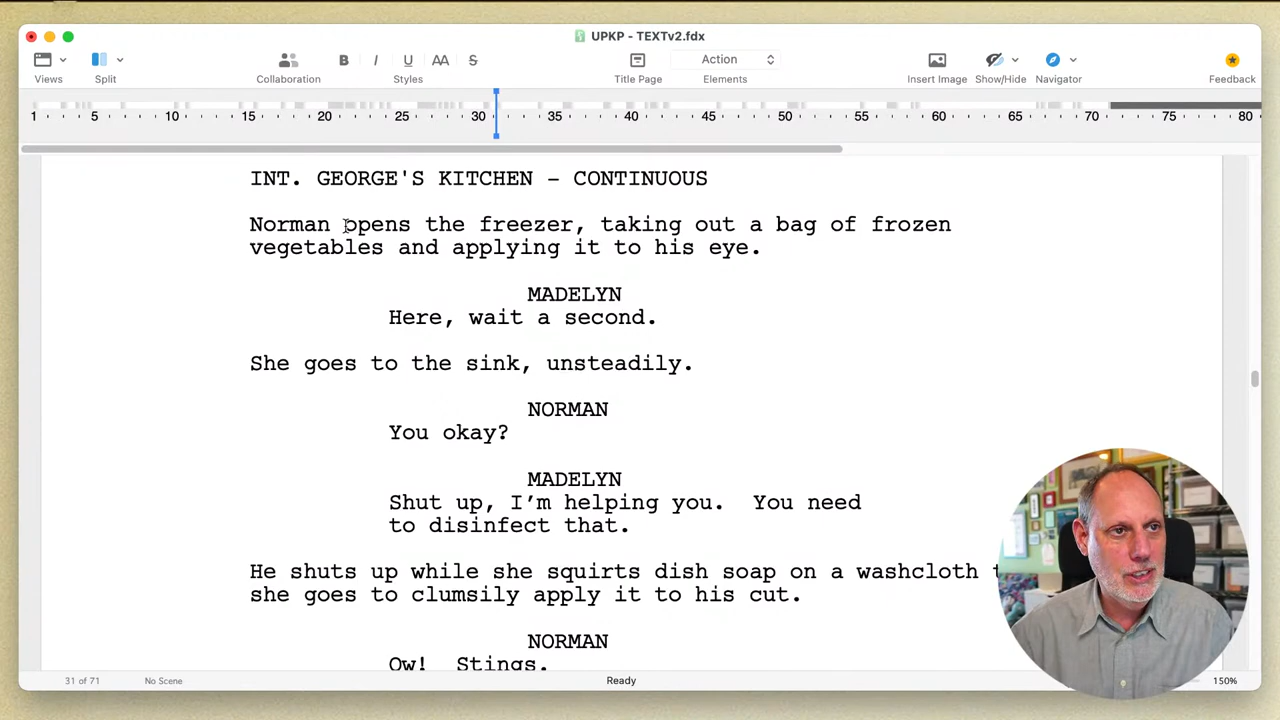 UPKP - TEXTv2.fdx
B I U AA S Action
Views Split Collaboration Styles Title Page Elements Insert Image Show/Hide Navigator Feedback
1 5 10 15 20 25 30 35 40 45 50 55 60 65 70 75 80
INT. GEORGE'S KITCHEN – CONTINUOUS
Norman opens the freezer, taking out a bag of frozen
vegetables and applying it to his eye.
MADELYN
Here, wait a second.
She goes to the sink, unsteadily.
NORMAN
You okay?
MADELYN
Shut up, I’m helping you.  You need
to disinfect that.
He shuts up while she squirts dish soap on a washcloth
she goes to clumsily apply it to his cut.
NORMAN
Ow!  Stings.
31 of 71 No Scene Ready 150%